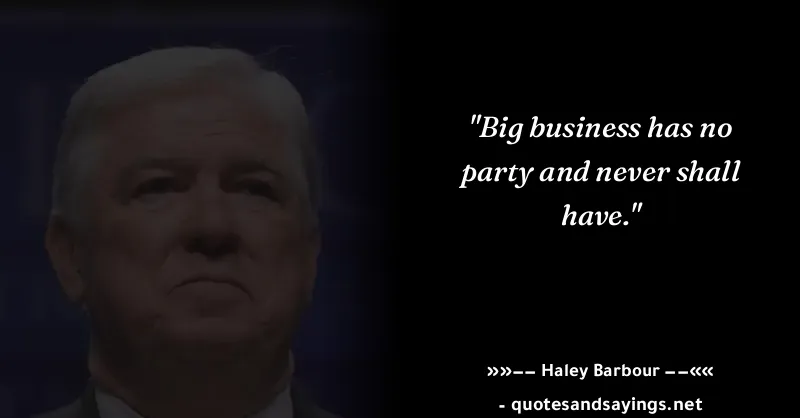 "Big business has no
party and never shall
have."
»»–– Haley Barbour ––««
- quotesandsayings.net